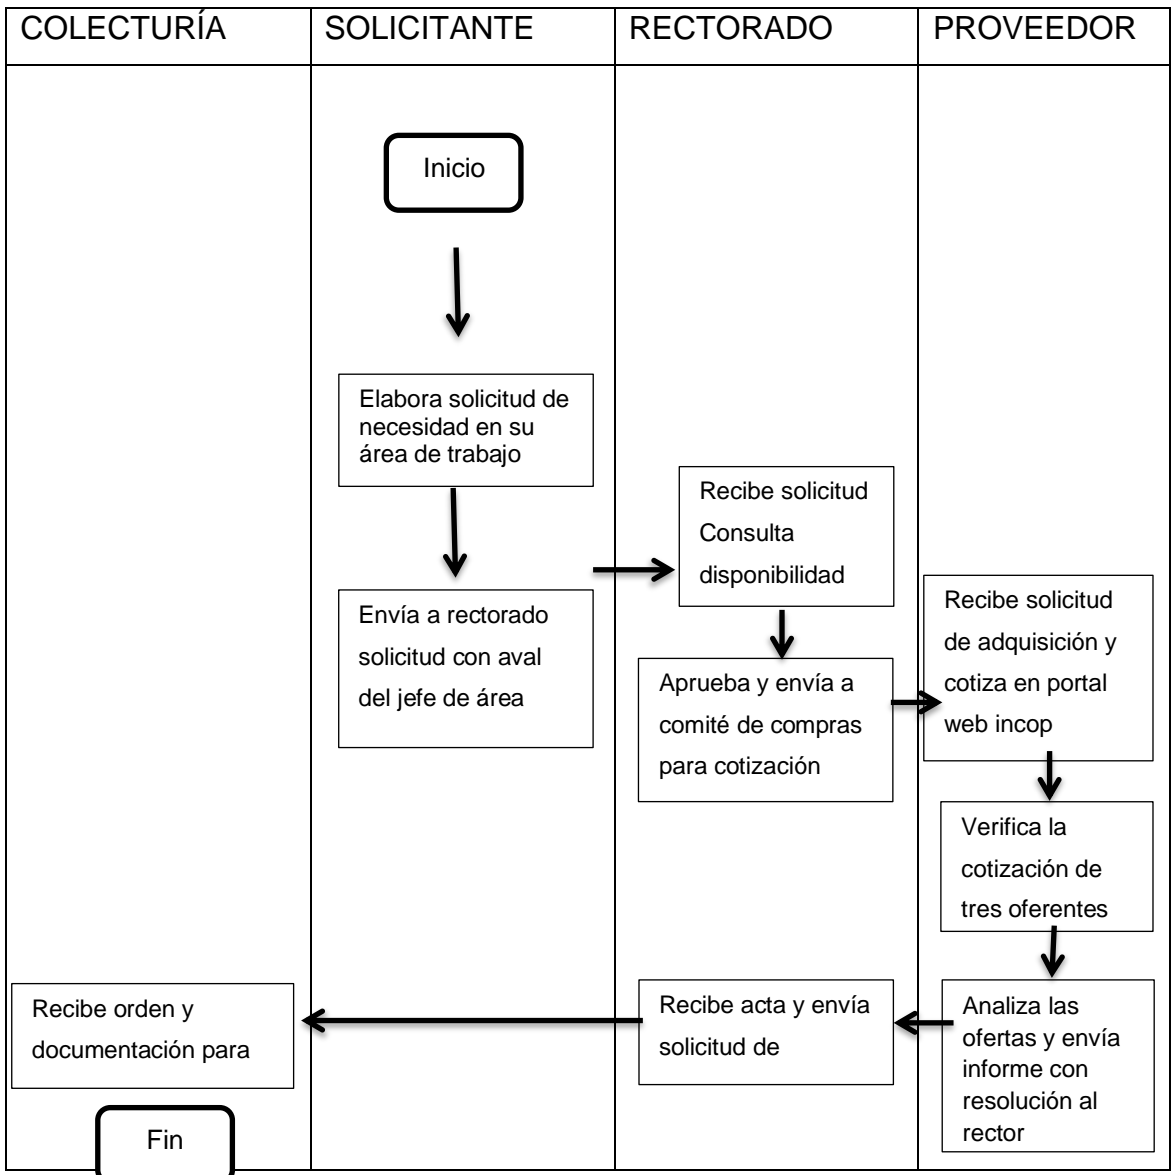 COLECTURÍA
SOLICITANTE
RECTORADO
PROVEEDOR
Inicio
Elabora solicitud de
necesidad en su
área de trabajo
Envía a rectorado
solicitud con aval
del jefe de área
Recibe solicitud
Consulta
disponibilidad
Aprueba y envía a
comité de compras
para cotización
Recibe solicitud
de adquisición y
cotiza en portal
web incop
Verifica la
cotización de
tres oferentes
Analiza las
ofertas y envía
informe con
resolución al
rector
Recibe acta y envía
solicitud de
Recibe orden y
documentación para
Fin